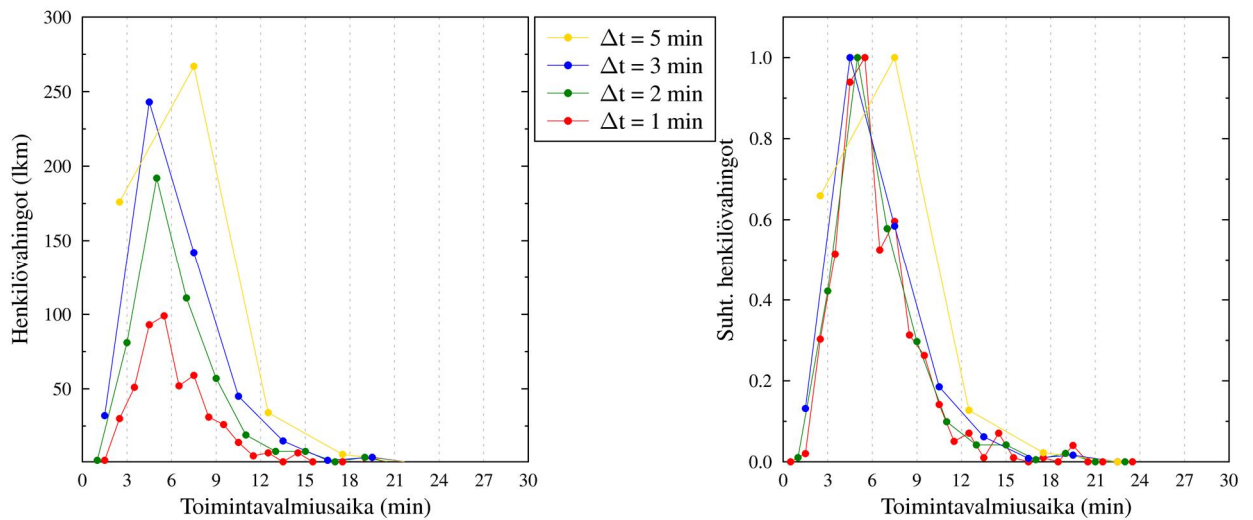 300
250
200
150
100
50
0 3 6 9 12 15 18 21 24 27 30
Henkilövahingot (lkm)
Toimintavalmiusaika (min)
Δt = 5 min
Δt = 3 min
Δt = 2 min
Δt = 1 min
1.0
0.8
0.6
0.4
0.2
0.0
0 3 6 9 12 15 18 21 24 27 30
Suht. henkilövahingot
Toimintavalmiusaika (min)